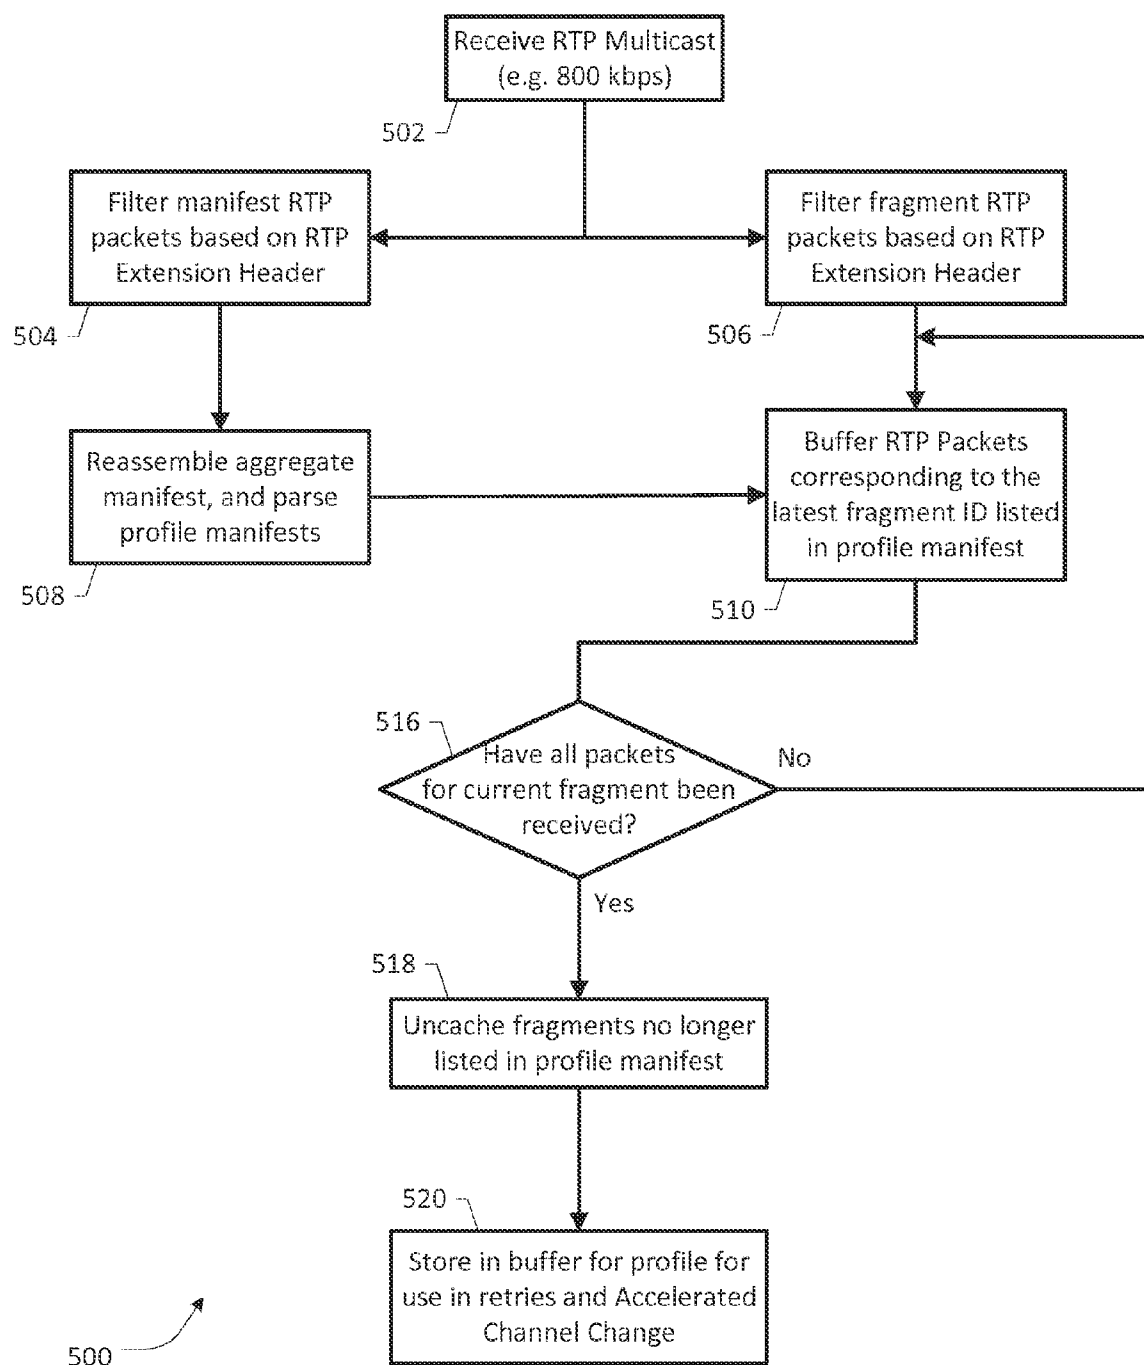 Receive RTP Multicast
(e.g. 800 kbps)
502
Filter manifest RTP
packets based on RTP
Extension Header
504
Filter fragment RTP
packets based on RTP
Extension Header
506
Reassemble aggregate
manifest, and parse
profile manifests
508
Buffer RTP Packets
corresponding to the
latest fragment ID listed
in profile manifest
510
516
Have all packets
for current fragment been
received?
No
Yes
518
Uncache fragments no longer
listed in profile manifest
520
Store in buffer for profile for
use in retries and Accelerated
Channel Change
500